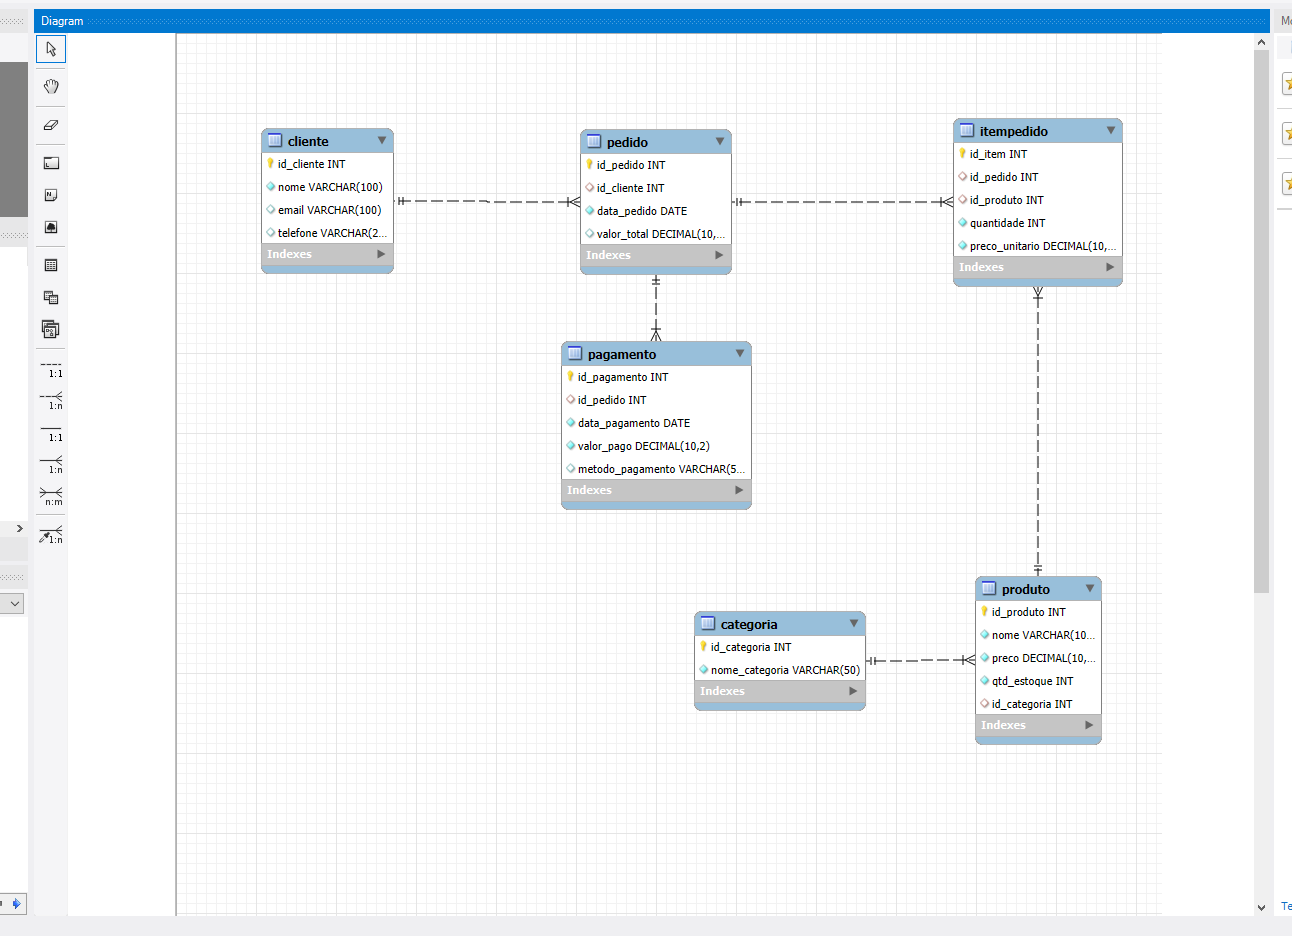 Diagram
Mo
cliente
id_cliente INT
nome VARCHAR(100)
email VARCHAR(100)
telefone VARCHAR(2...
Indexes
pedido
id_pedido INT
id_cliente INT
data_pedido DATE
valor_total DECIMAL(10,...
Indexes
itempedido
id_item INT
id_pedido INT
id_produto INT
quantidade INT
preco_unitario DECIMAL(10,...
Indexes
pagamento
id_pagamento INT
id_pedido INT
data_pagamento DATE
valor_pago DECIMAL(10,2)
metodo_pagamento VARCHAR(5...
Indexes
categoria
id_categoria INT
nome_categoria VARCHAR(50)
Indexes
produto
id_produto INT
nome VARCHAR(10...
preco DECIMAL(10,...
qtd_estoque INT
id_categoria INT
Indexes
1:1
1:n
1:1
1:n
n:m
1:n
Te